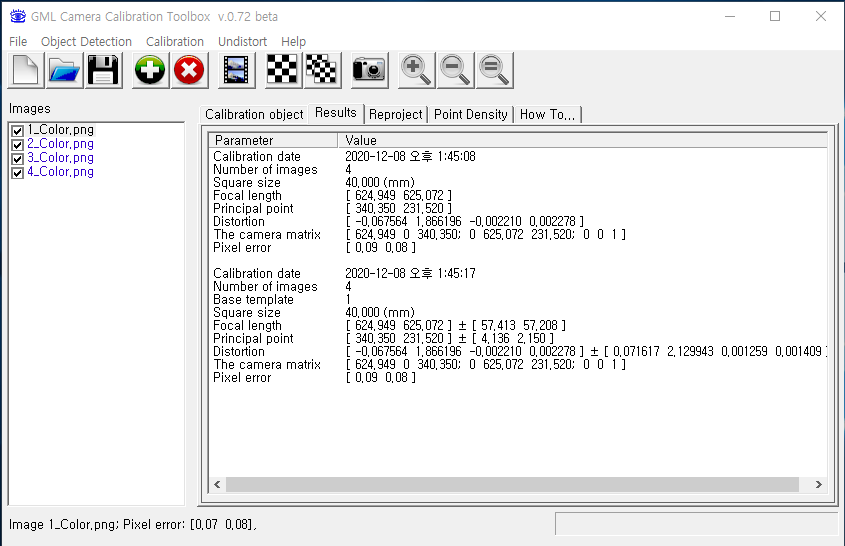 GML Camera Calibration Toolbox v.0.72 beta
File Object Detection Calibration Undistort Help
Images
Calibration object Results Reproject Point Density How To...
1_Color.png
2_Color.png
3_Color.png
4_Color.png
Parameter Value
Calibration date 2020-12-08 오후 1:45:08
Number of images 4
Square size 40,000 (mm)
Focal length [ 624,949 625,072 ]
Principal point [ 340,350 231,520 ]
Distortion [ -0,067564 1,866196 -0,002210 0,002278 ]
The camera matrix [ 624,949 0 340,350; 0 625,072 231,520; 0 0 1 ]
Pixel error [ 0,09 0,08 ]
Calibration date 2020-12-08 오후 1:45:17
Number of images 4
Base template 1
Square size 40,000 (mm)
Focal length [ 624,949 625,072 ] ± [ 57,413 57,208 ]
Principal point [ 340,350 231,520 ] ± [ 4,136 2,150 ]
Distortion [ -0,067564 1,866196 -0,002210 0,002278 ] ± [ 0,071617 2,129943 0,001259 0,001409 ]
The camera matrix [ 624,949 0 340,350; 0 625,072 231,520; 0 0 1 ]
Pixel error [ 0,09 0,08 ]
Image 1_Color.png; Pixel error: [0,07 0,08],